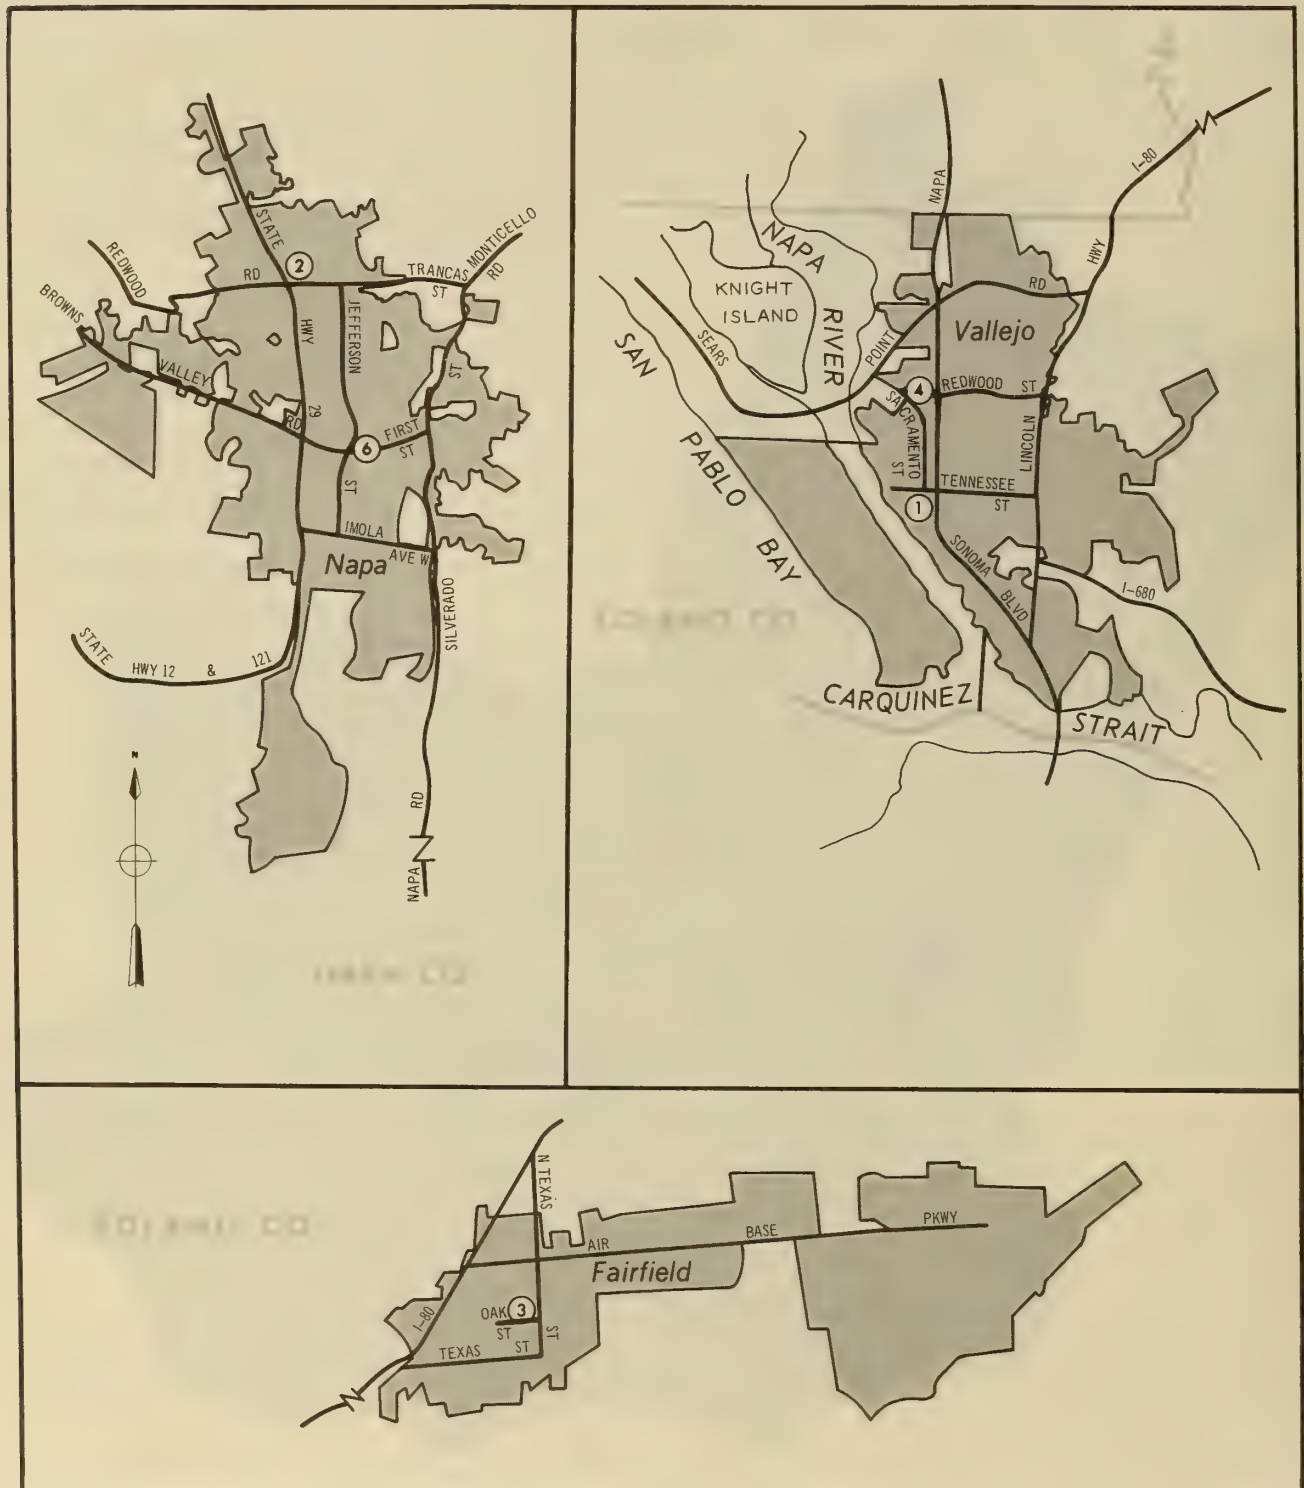 STATE
2
REDWOOD
RD
TRANCAS
ST
MONTICELLO
RD
BROWNS
VALLEY
RD
HWY
29
JEFFERSON
ST
6
FIRST
ST
ST
IMOLA
AVE W
Napa
SILVERADO
RD
NAPA
STATE
HWY 12 & 121
N
NAPA
I-80
HWY
NAPA
RIVER
KNIGHT
ISLAND
SAN
PABLO
BAY
SEARS
POINT
RD
Vallejo
4
REDWOOD
ST
SACRAMENTO
ST
LINCOLN
TENNESSEE
ST
1
SONOMA
BLVD
I-680
CARQUINEZ
STRAIT
N TEXAS
ST
AIR
BASE
PKWY
Fairfield
I-80
OAK
3
ST
TEXAS
ST